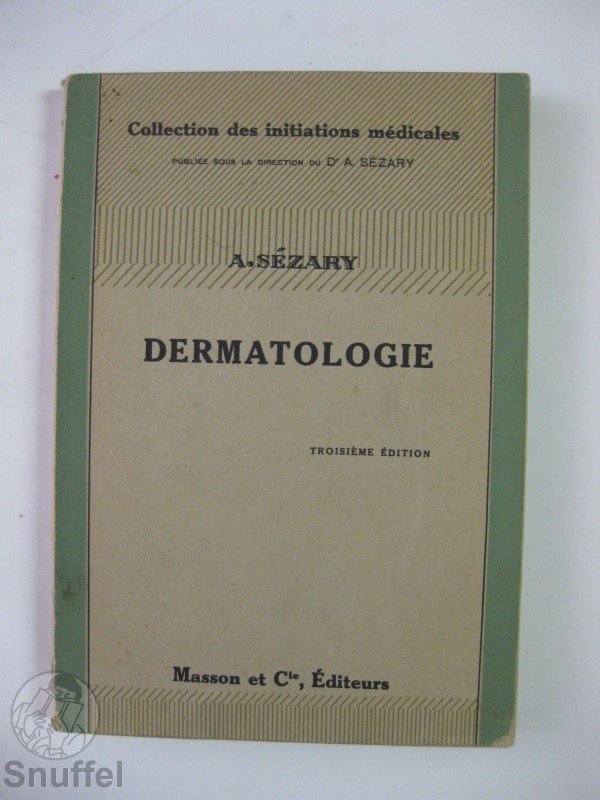 Collection des initiations médicales
PUBLIÉE SOUS LA DIRECTION DU Dr A. SÉZARY
A. SÉZARY
DERMATOLOGIE
TROISIÈME ÉDITION
Masson et Cie, Éditeurs
Snuffel